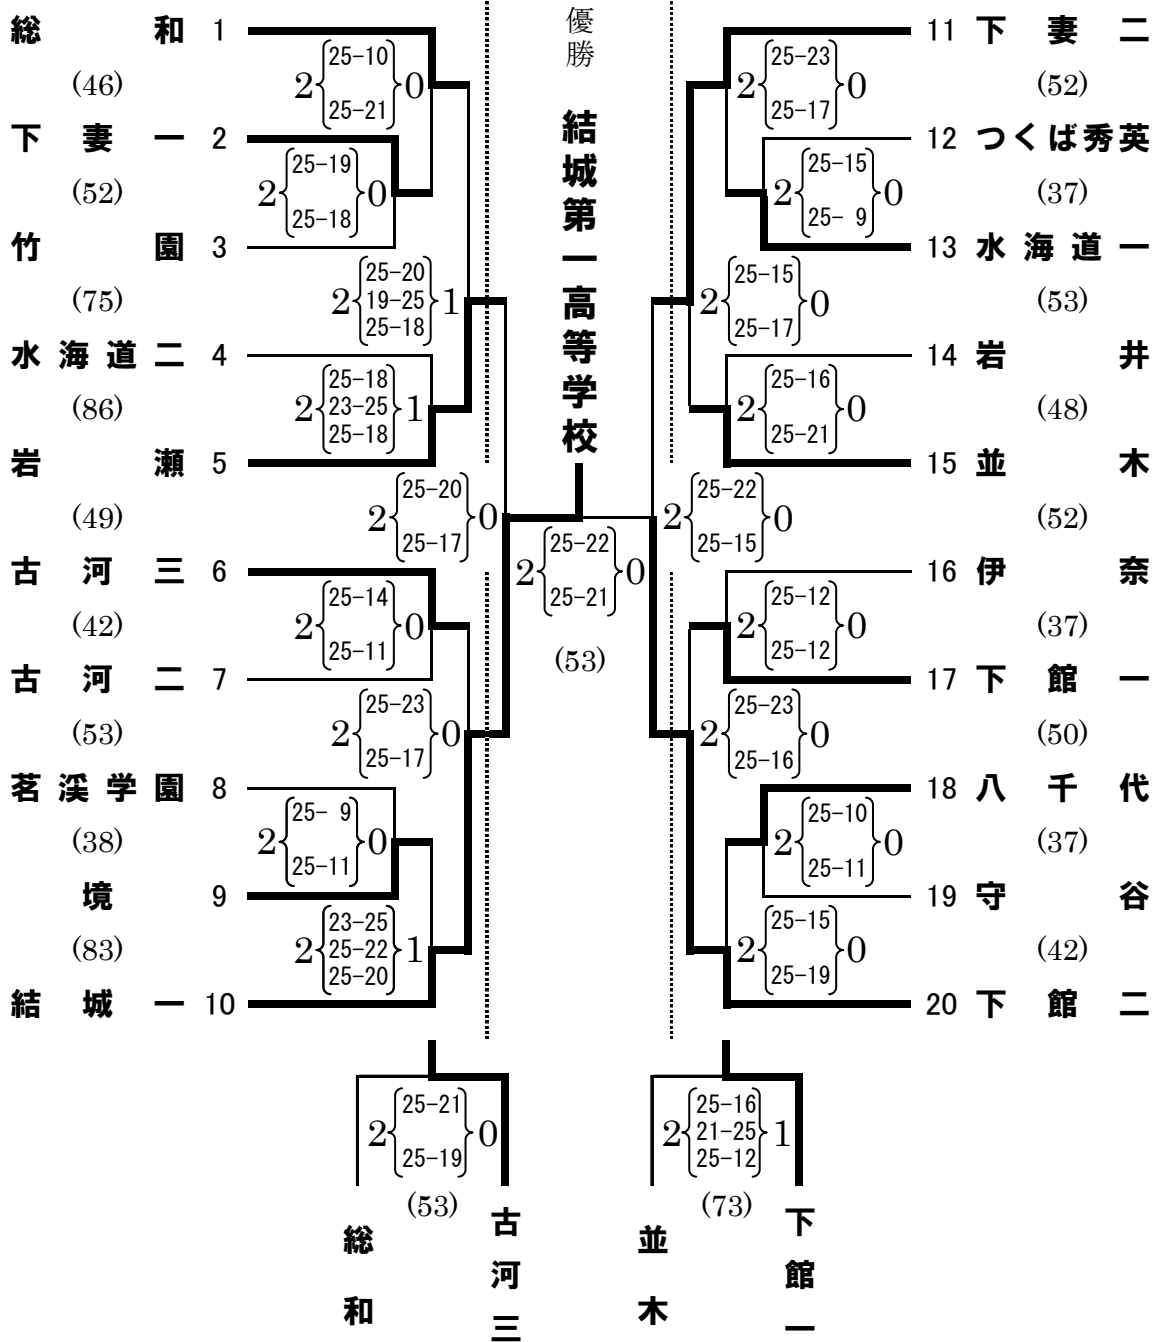 優勝
結城第一高等学校
総和 1
(46)
25-10
2 0
25-21
下妻一 2
(52)
25-19
2 0
25-18
竹園 3
(75)
25-20
2 19-25 1
25-18
水海道二 4
(86)
25-18
2 23-25 1
25-18
岩瀬 5
(49)
25-20
2 0
25-17
古河三 6
(42)
25-14
2 0
25-11
古河二 7
(53)
25-23
2 0
25-17
茗渓学園 8
(38)
25- 9
2 0
25-11
境 9
(83)
23-25
2 25-22 1
25-20
結城一 10
25-22
2 0
25-21
(53)
11 下妻二
25-23
2 0
25-17
(52)
12 つくば秀英
25-15
2 0
25- 9
(37)
13 水海道一
25-15
2 0
25-17
(53)
14 岩井
25-16
2 0
25-21
(48)
15 並木
25-22
2 0
25-15
(52)
16 伊奈
25-12
2 0
25-12
(37)
17 下館一
25-23
2 0
25-16
(50)
18 八千代
25-10
2 0
25-11
(37)
19 守谷
25-15
2 0
25-19
(42)
20 下館二
25-21
2 0
25-19
(53)
総和
古河三
25-16
2 21-25 1
25-12
(73)
並木
下館一